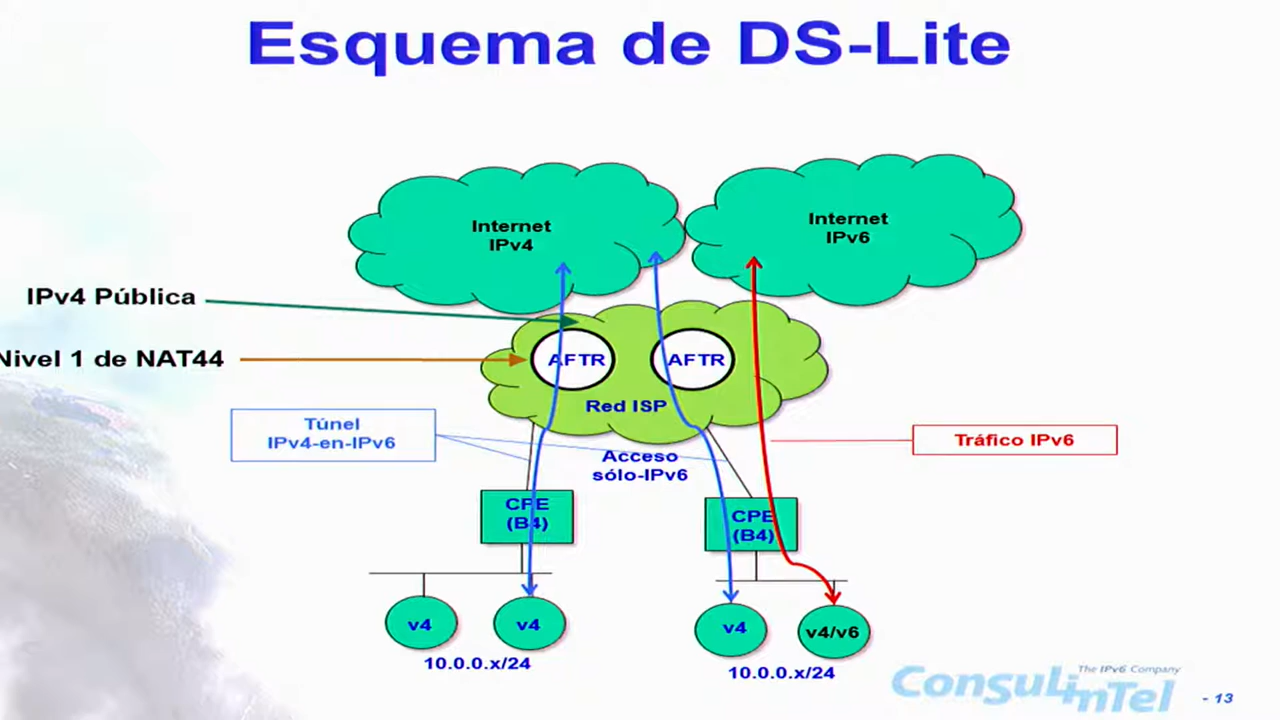 Esquema de DS-Lite
Internet
IPv4
Internet
IPv6
IPv4 Pública
Nivel 1 de NAT44
AFTR
AFTR
Red ISP
Túnel
IPv4-en-IPv6
Acceso
sólo-IPv6
Tráfico IPv6
CPE
(B4)
CPE
(B4)
v4
v4
v4
v4/v6
10.0.0.x/24
10.0.0.x/24
The IPv6 Company
ConsulintTel
- 13